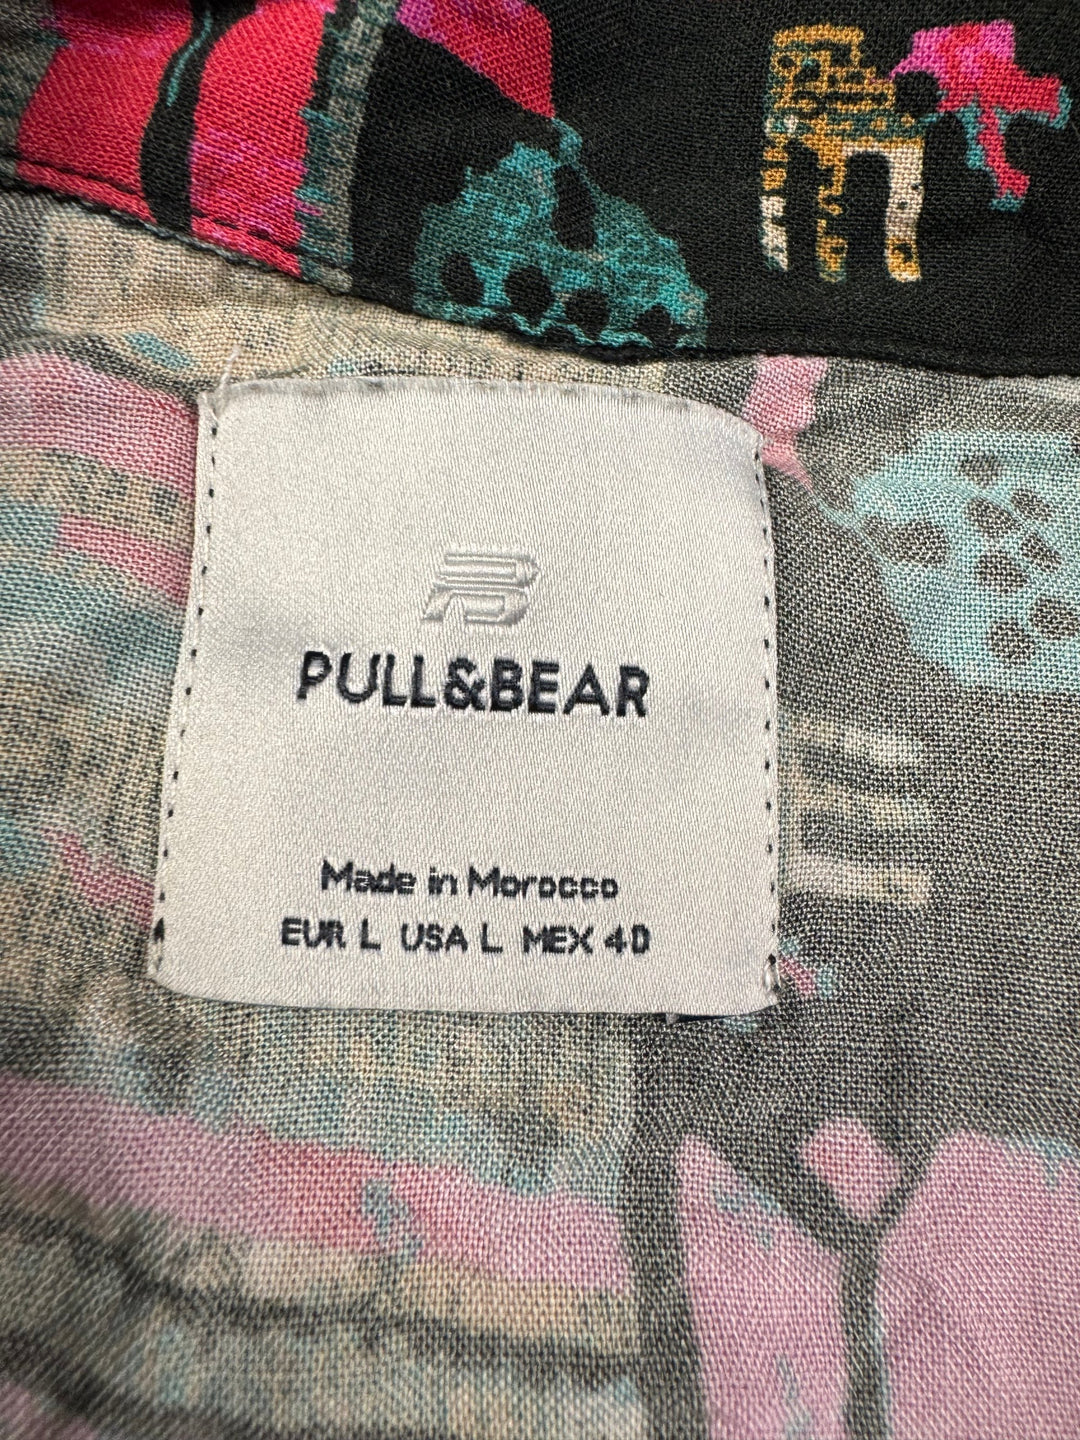 PULL&BEAR
Made in Morocco
EUR L USA L MEX 40